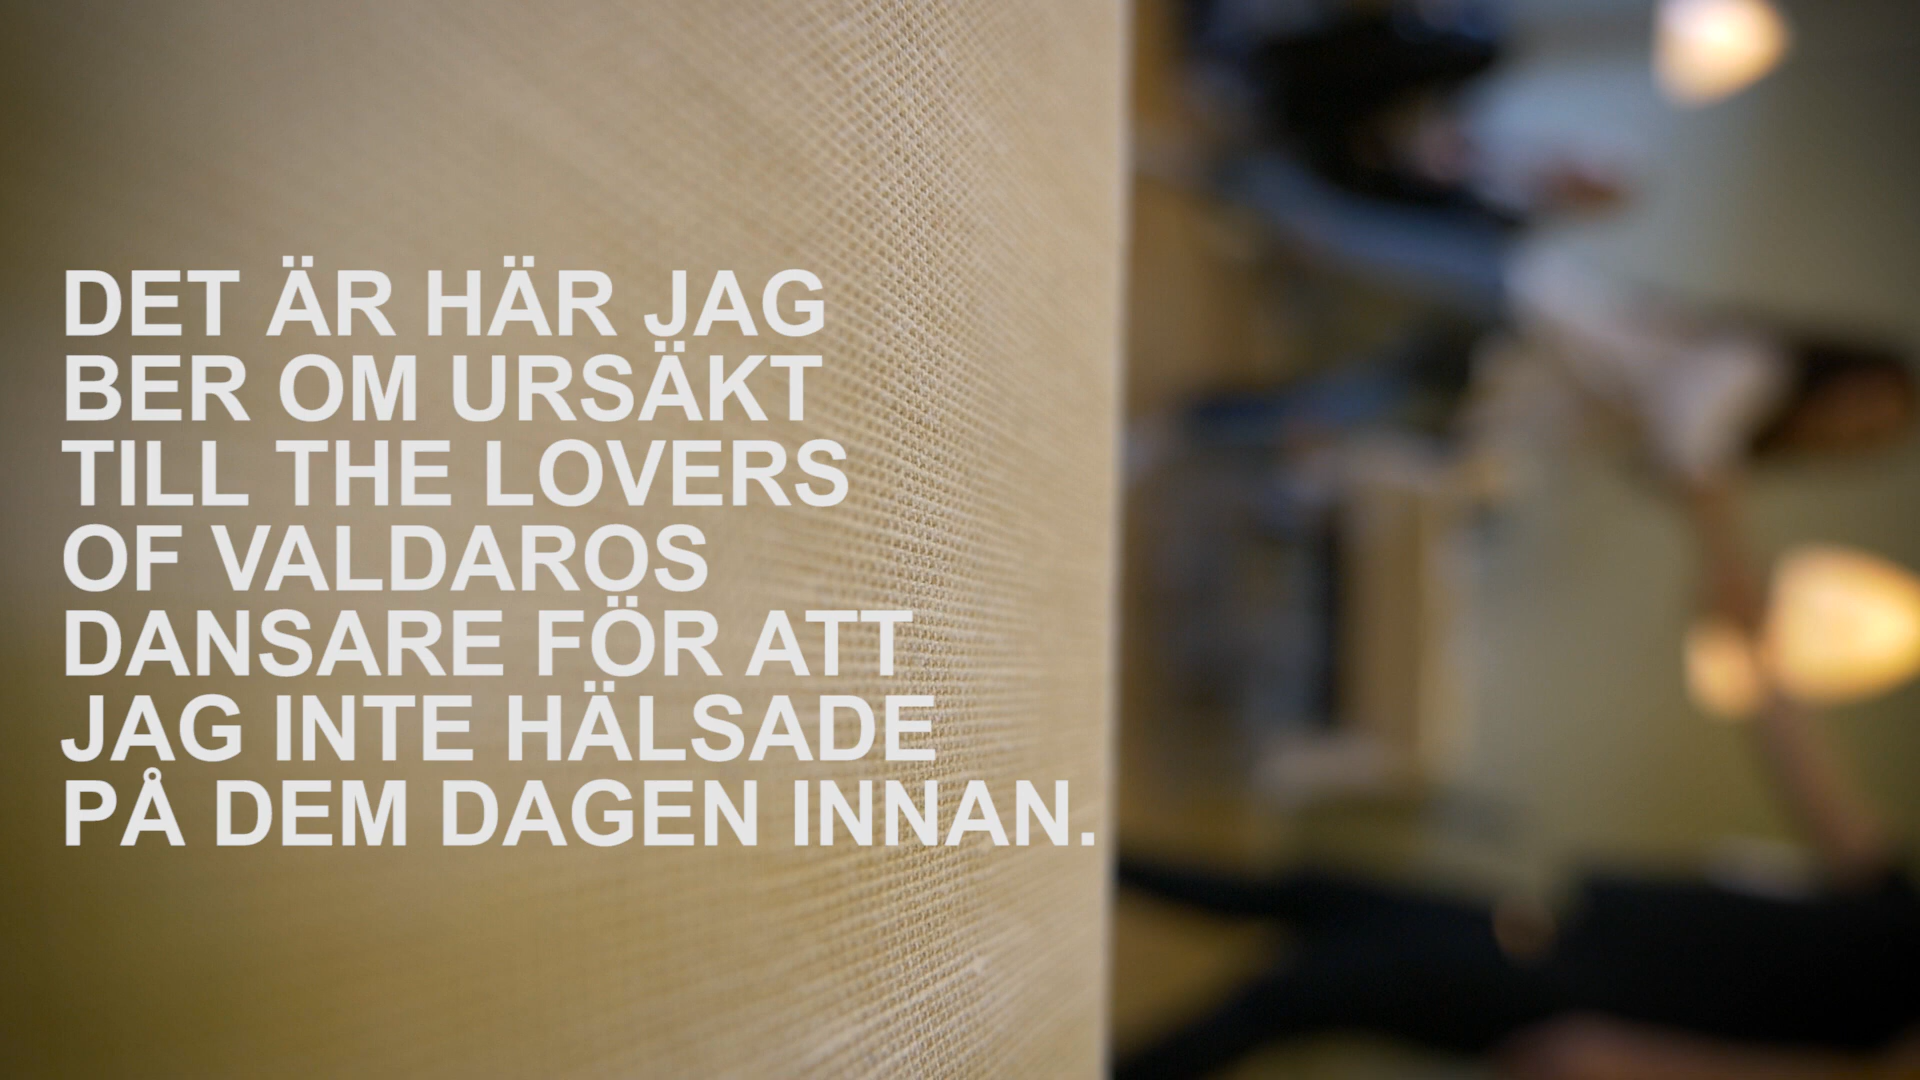 DET ÄR HÄR JAG
BER OM URSÄKT
TILL THE LOVERS
OF VALDAROS
DANSARE FÖR ATT
JAG INTE HÄLSADE
PÅ DEM DAGEN INNAN.